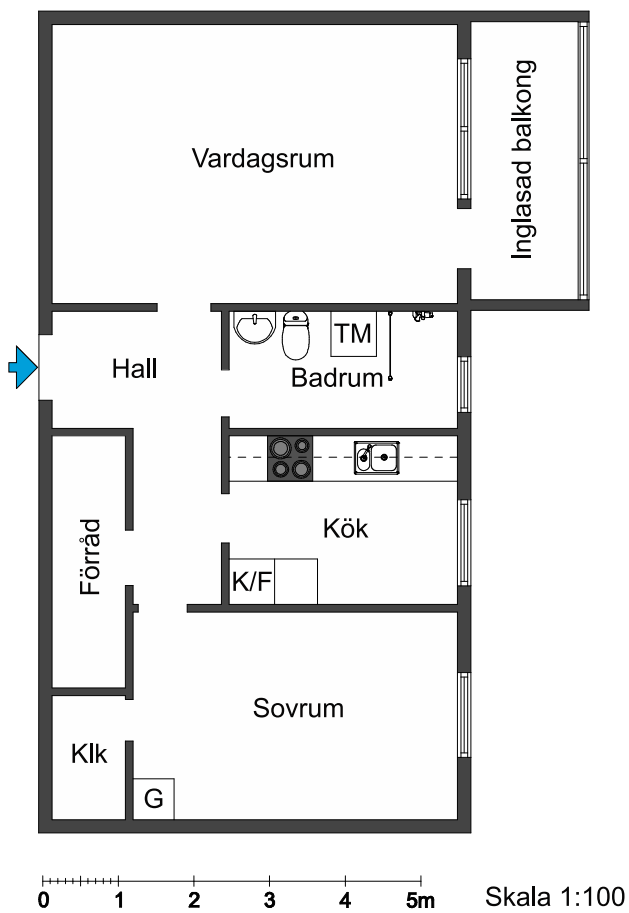 Vardagsrum
Inglasad balkong
Hall
TM
Badrum
Förråd
Kök
K/F
Sovrum
Klk
G
0 1 2 3 4 5m
Skala 1:100